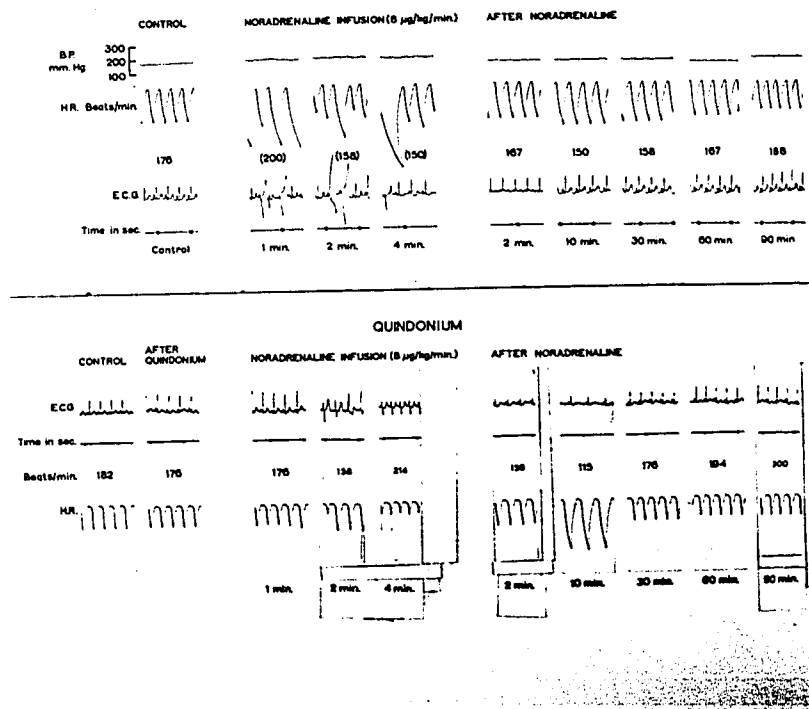 CONTROL NORADRENALINE INFUSION (8 µg/kg/min.) AFTER NORADRENALINE
B.P. mm. Hg 300 200 100
H.R. Beats/min.
176 (200) (158) (150) 167 150 158 167 188
E.C.G.
Time in sec.
Control 1 min. 2 min. 4 min. 2 min. 10 min. 30 min. 60 min. 90 min.
QUINDONIUM
CONTROL AFTER QUINDONIUM NORADRENALINE INFUSION (8 µg/kg/min.) AFTER NORADRENALINE
E.C.G.
Time in sec.
Beats/min. 182 176 176 138 214 136 115 176 194 200
H.R.
1 min. 2 min. 4 min. 2 min. 10 min. 30 min. 60 min. 90 min.